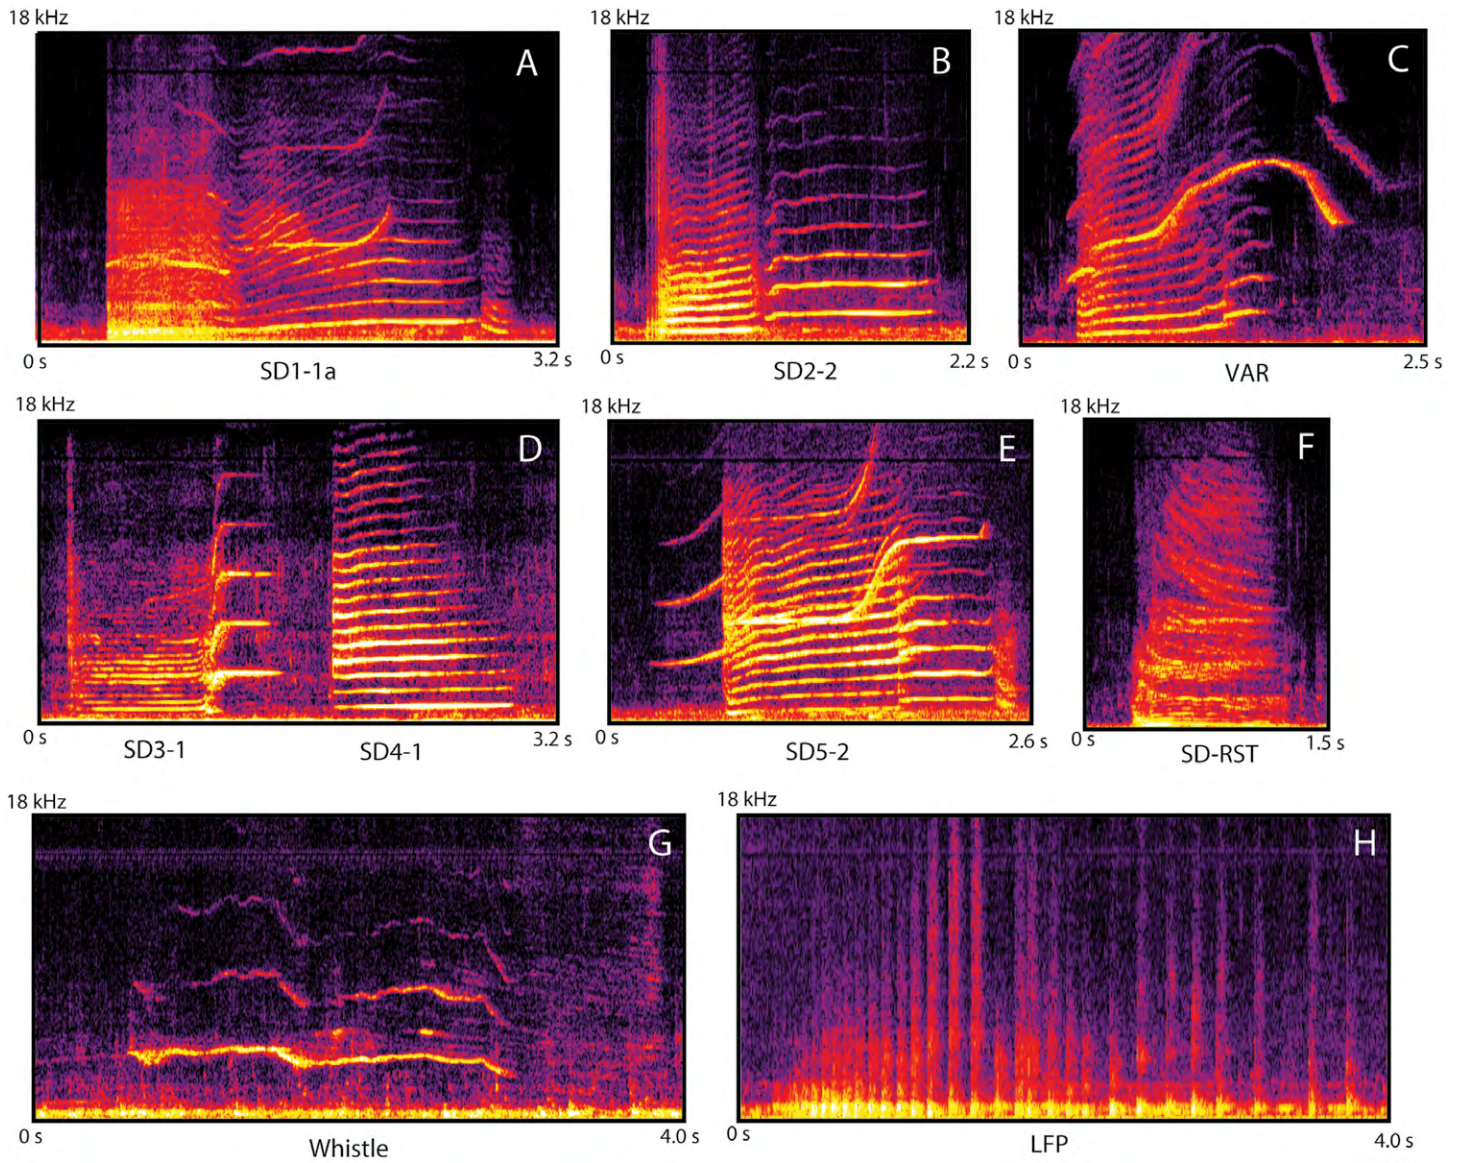 18 kHz 18 kHz 18 kHz
A B C
0 s 3.2 s 0 s 2.2 s 0 s 2.5 s
SD1-1a SD2-2 VAR
18 kHz 18 kHz 18 kHz
D E F
0 s 3.2 s 0 s 2.6 s 0 s 1.5 s
SD3-1 SD4-1 SD5-2 SD-RST
18 kHz 18 kHz
G H
0 s 4.0 s 0 s 4.0 s
Whistle LFP